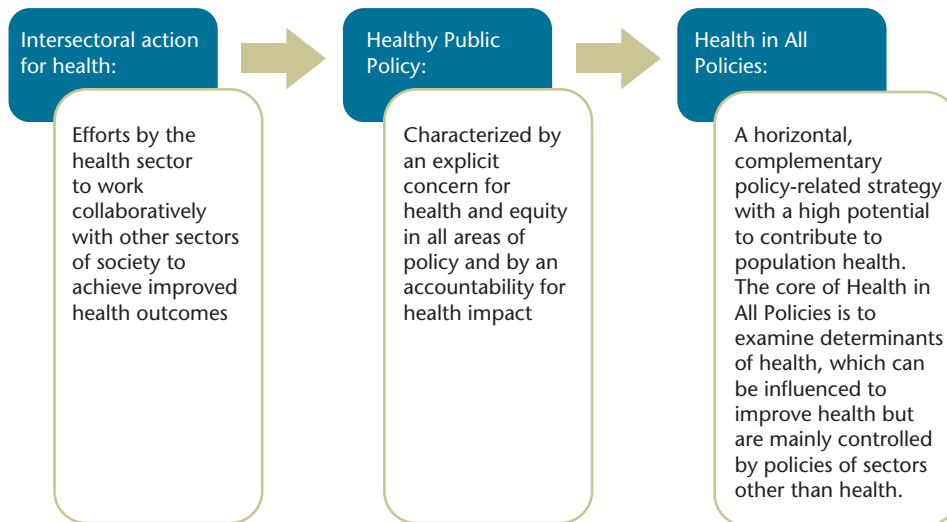 Intersectoral action
for health:
Efforts by the
health sector
to work
collaboratively
with other sectors
of society to
achieve improved
health outcomes
Healthy Public
Policy:
Characterized by
an explicit
concern for
health and equity
in all areas of
policy and by an
accountability for
health impact
Health in All
Policies:
A horizontal,
complementary
policy-related strategy
with a high potential
to contribute to
population health.
The core of Health in
All Policies is to
examine determinants
of health, which can
be influenced to
improve health but
are mainly controlled
by policies of sectors
other than health.